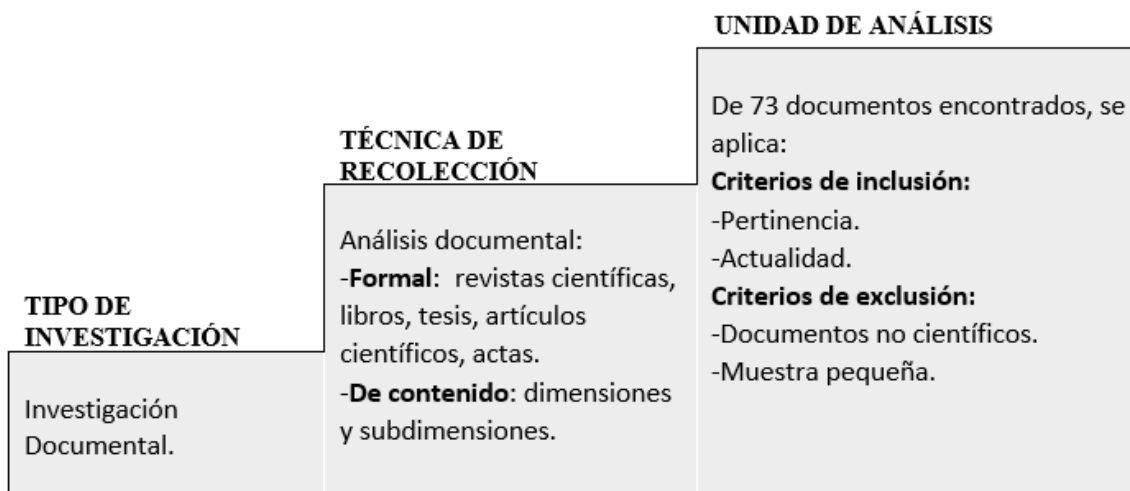 TIPO DE
INVESTIGACIÓN
Investigación
Documental.
TÉCNICA DE
RECOLECCIÓN
Análisis documental:
-Formal: revistas científicas,
libros, tesis, artículos
científicos, actas.
-De contenido: dimensiones
y subdimensiones.
UNIDAD DE ANÁLISIS
De 73 documentos encontrados, se
aplica:
Criterios de inclusión:
-Pertinencia.
-Actualidad.
Criterios de exclusión:
-Documentos no científicos.
-Muestra pequeña.